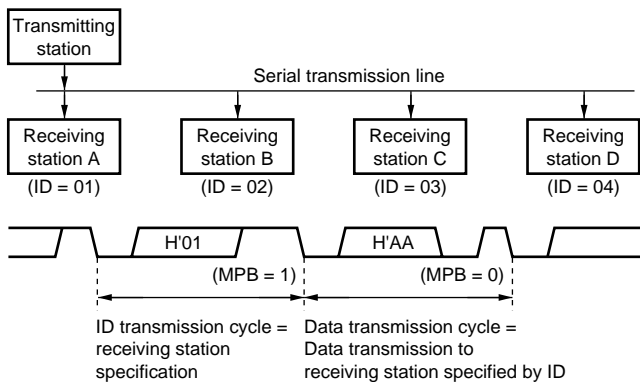 Transmitting
station
Serial transmission line
Receiving
station A
Receiving
station B
Receiving
station C
Receiving
station D
(ID = 01)
(ID = 02)
(ID = 03)
(ID = 04)
H'01
H'AA
(MPB = 1)
(MPB = 0)
ID transmission cycle =
receiving station
specification
Data transmission cycle =
Data transmission to
receiving station specified by ID